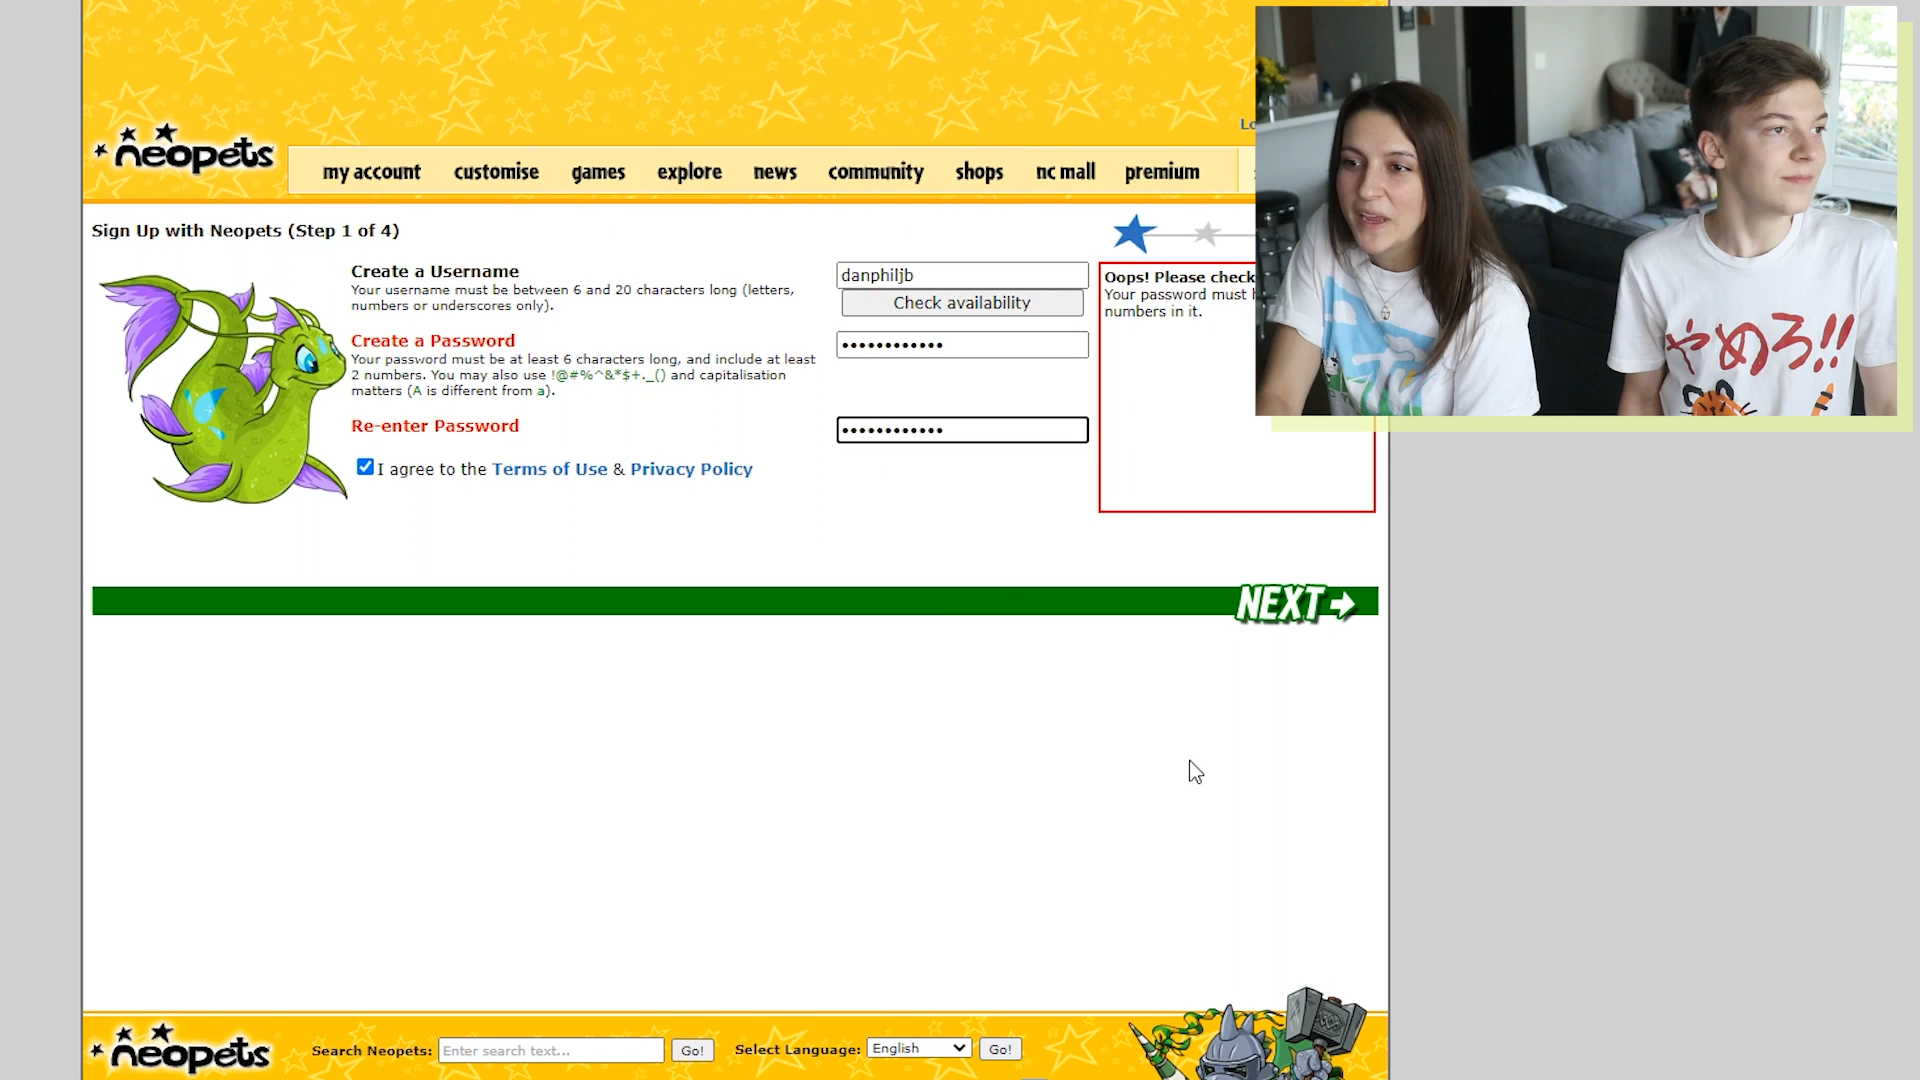 neopets
my account customise games explore news community shops nc mall premium
Sign Up with Neopets (Step 1 of 4)
Create a Username
Your username must be between 6 and 20 characters long (letters,
numbers or underscores only).
danphiljb
Check availability
Create a Password
Your password must be at least 6 characters long, and include at least
2 numbers. You may also use !@#%^&*$+._() and capitalisation
matters (A is different from a).
••••••••••••
Re-enter Password
••••••••••••
I agree to the Terms of Use & Privacy Policy
Oops! Please check
Your password must
numbers in it.
やめろ!!
NEXT
neopets
Search Neopets: Enter search text... Go! Select Language: English Go!